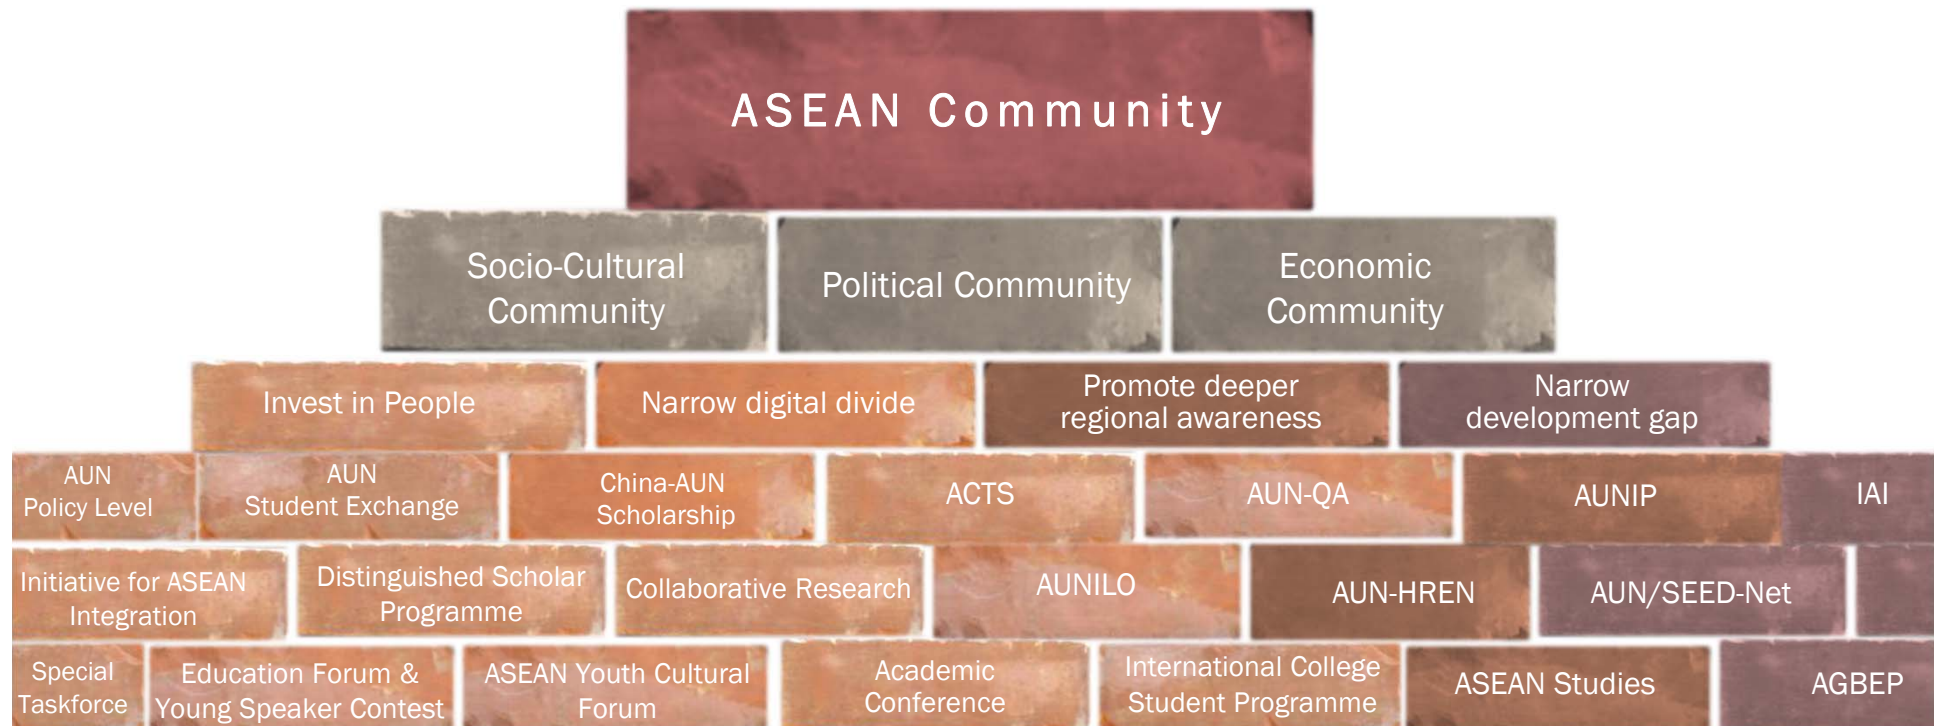 ASEAN Community
Socio-Cultural
Community
Political Community
Economic
Community
Invest in People
Narrow digital divide
Promote deeper
regional awareness
Narrow
development gap
AUN
Policy Level
AUN
Student Exchange
China-AUN
Scholarship
ACTS
AUN-QA
AUNIP
IAI
Initiative for ASEAN
Integration
Distinguished Scholar
Programme
Collaborative Research
AUNILO
AUN-HREN
AUN/SEED-Net
Special
Taskforce
Education Forum &
Young Speaker Contest
ASEAN Youth Cultural
Forum
Academic
Conference
International College
Student Programme
ASEAN Studies
AGBEP